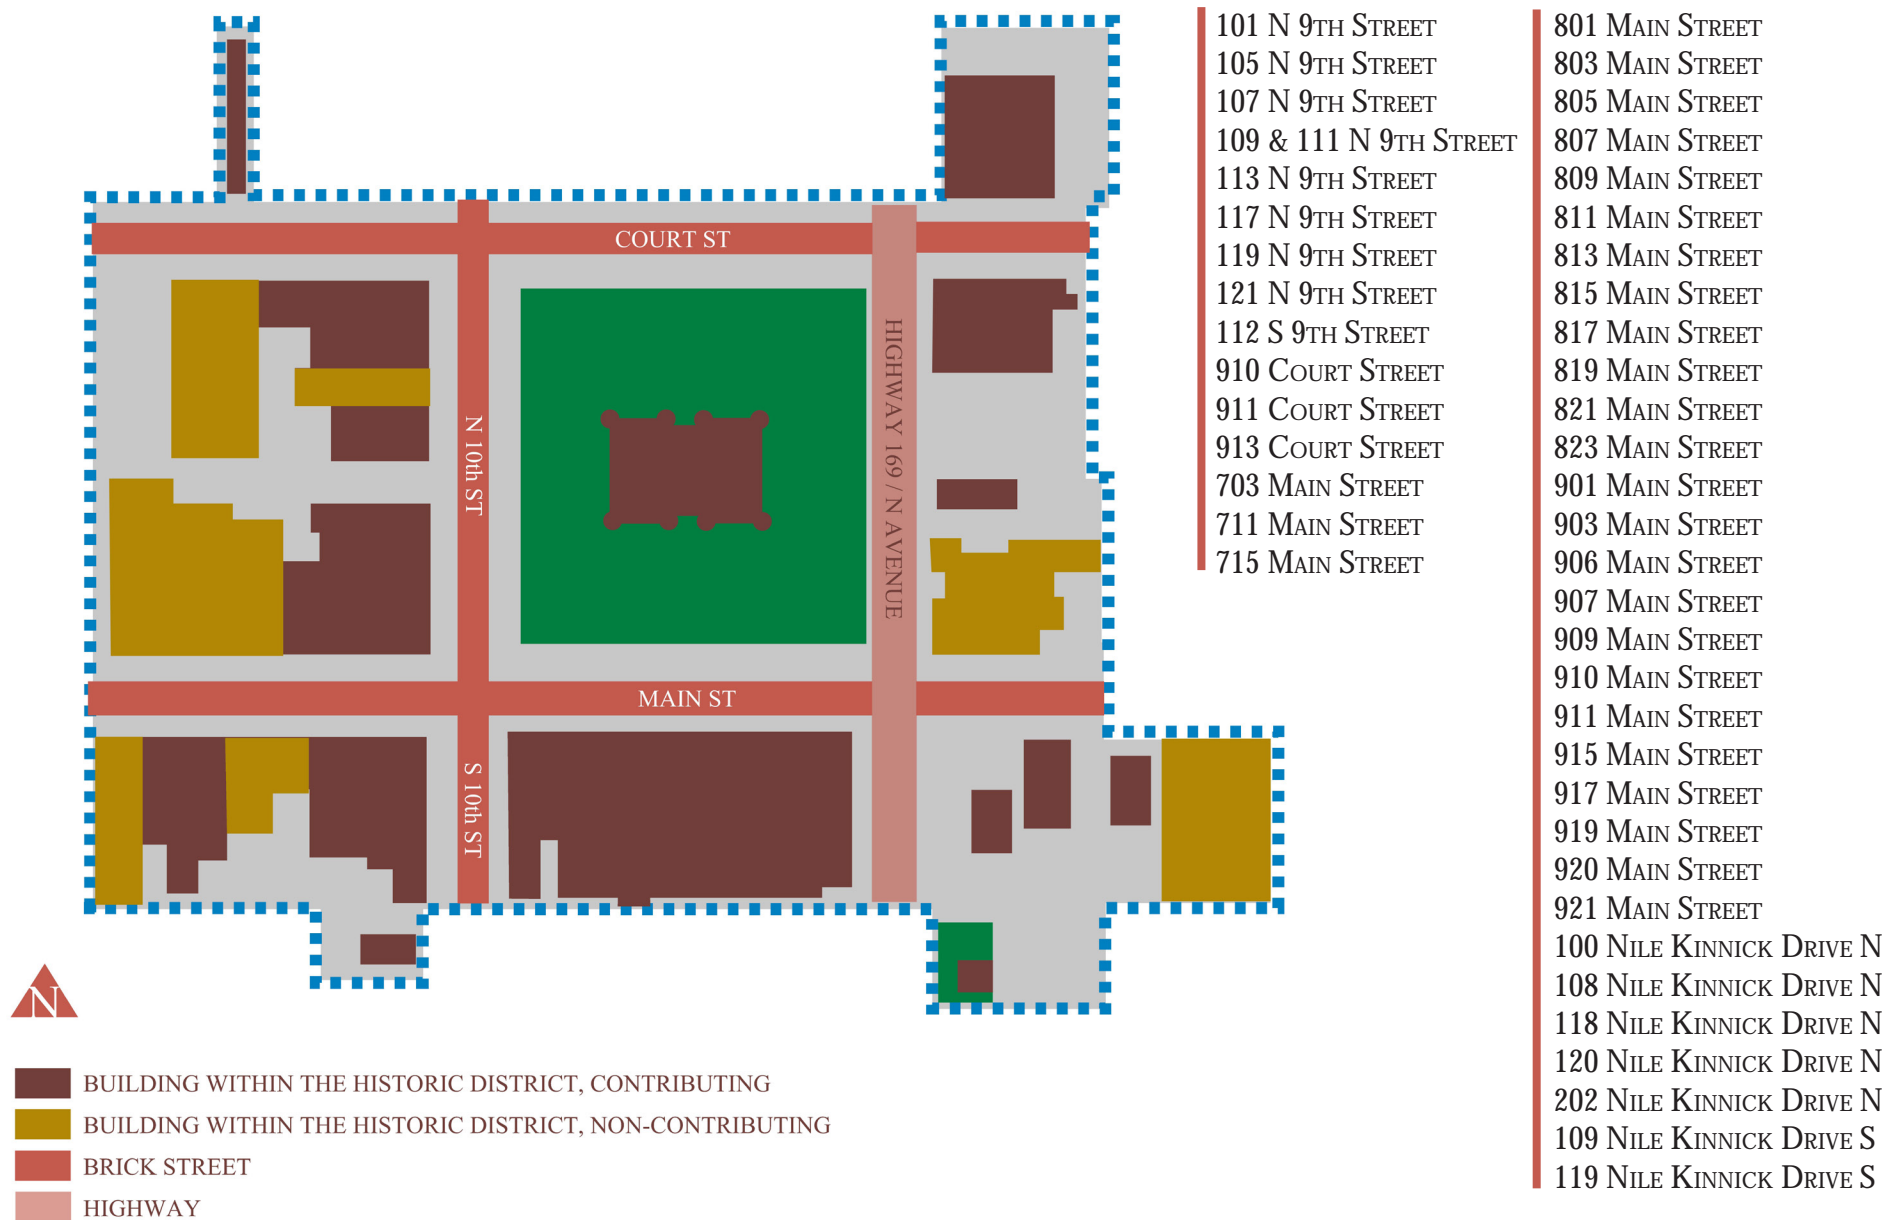 COURT ST
N 10th ST
HIGHWAY 169 / N AVENUE
MAIN ST
S 10th ST
N
BUILDING WITHIN THE HISTORIC DISTRICT, CONTRIBUTING
BUILDING WITHIN THE HISTORIC DISTRICT, NON-CONTRIBUTING
BRICK STREET
HIGHWAY
101 N 9TH STREET
105 N 9TH STREET
107 N 9TH STREET
109 & 111 N 9TH STREET
113 N 9TH STREET
117 N 9TH STREET
119 N 9TH STREET
121 N 9TH STREET
112 S 9TH STREET
910 COURT STREET
911 COURT STREET
913 COURT STREET
703 MAIN STREET
711 MAIN STREET
715 MAIN STREET
801 MAIN STREET
803 MAIN STREET
805 MAIN STREET
807 MAIN STREET
809 MAIN STREET
811 MAIN STREET
813 MAIN STREET
815 MAIN STREET
817 MAIN STREET
819 MAIN STREET
821 MAIN STREET
823 MAIN STREET
901 MAIN STREET
903 MAIN STREET
906 MAIN STREET
907 MAIN STREET
909 MAIN STREET
910 MAIN STREET
911 MAIN STREET
915 MAIN STREET
917 MAIN STREET
919 MAIN STREET
920 MAIN STREET
921 MAIN STREET
100 NILE KINNICK DRIVE N
108 NILE KINNICK DRIVE N
118 NILE KINNICK DRIVE N
120 NILE KINNICK DRIVE N
202 NILE KINNICK DRIVE N
109 NILE KINNICK DRIVE S
119 NILE KINNICK DRIVE S